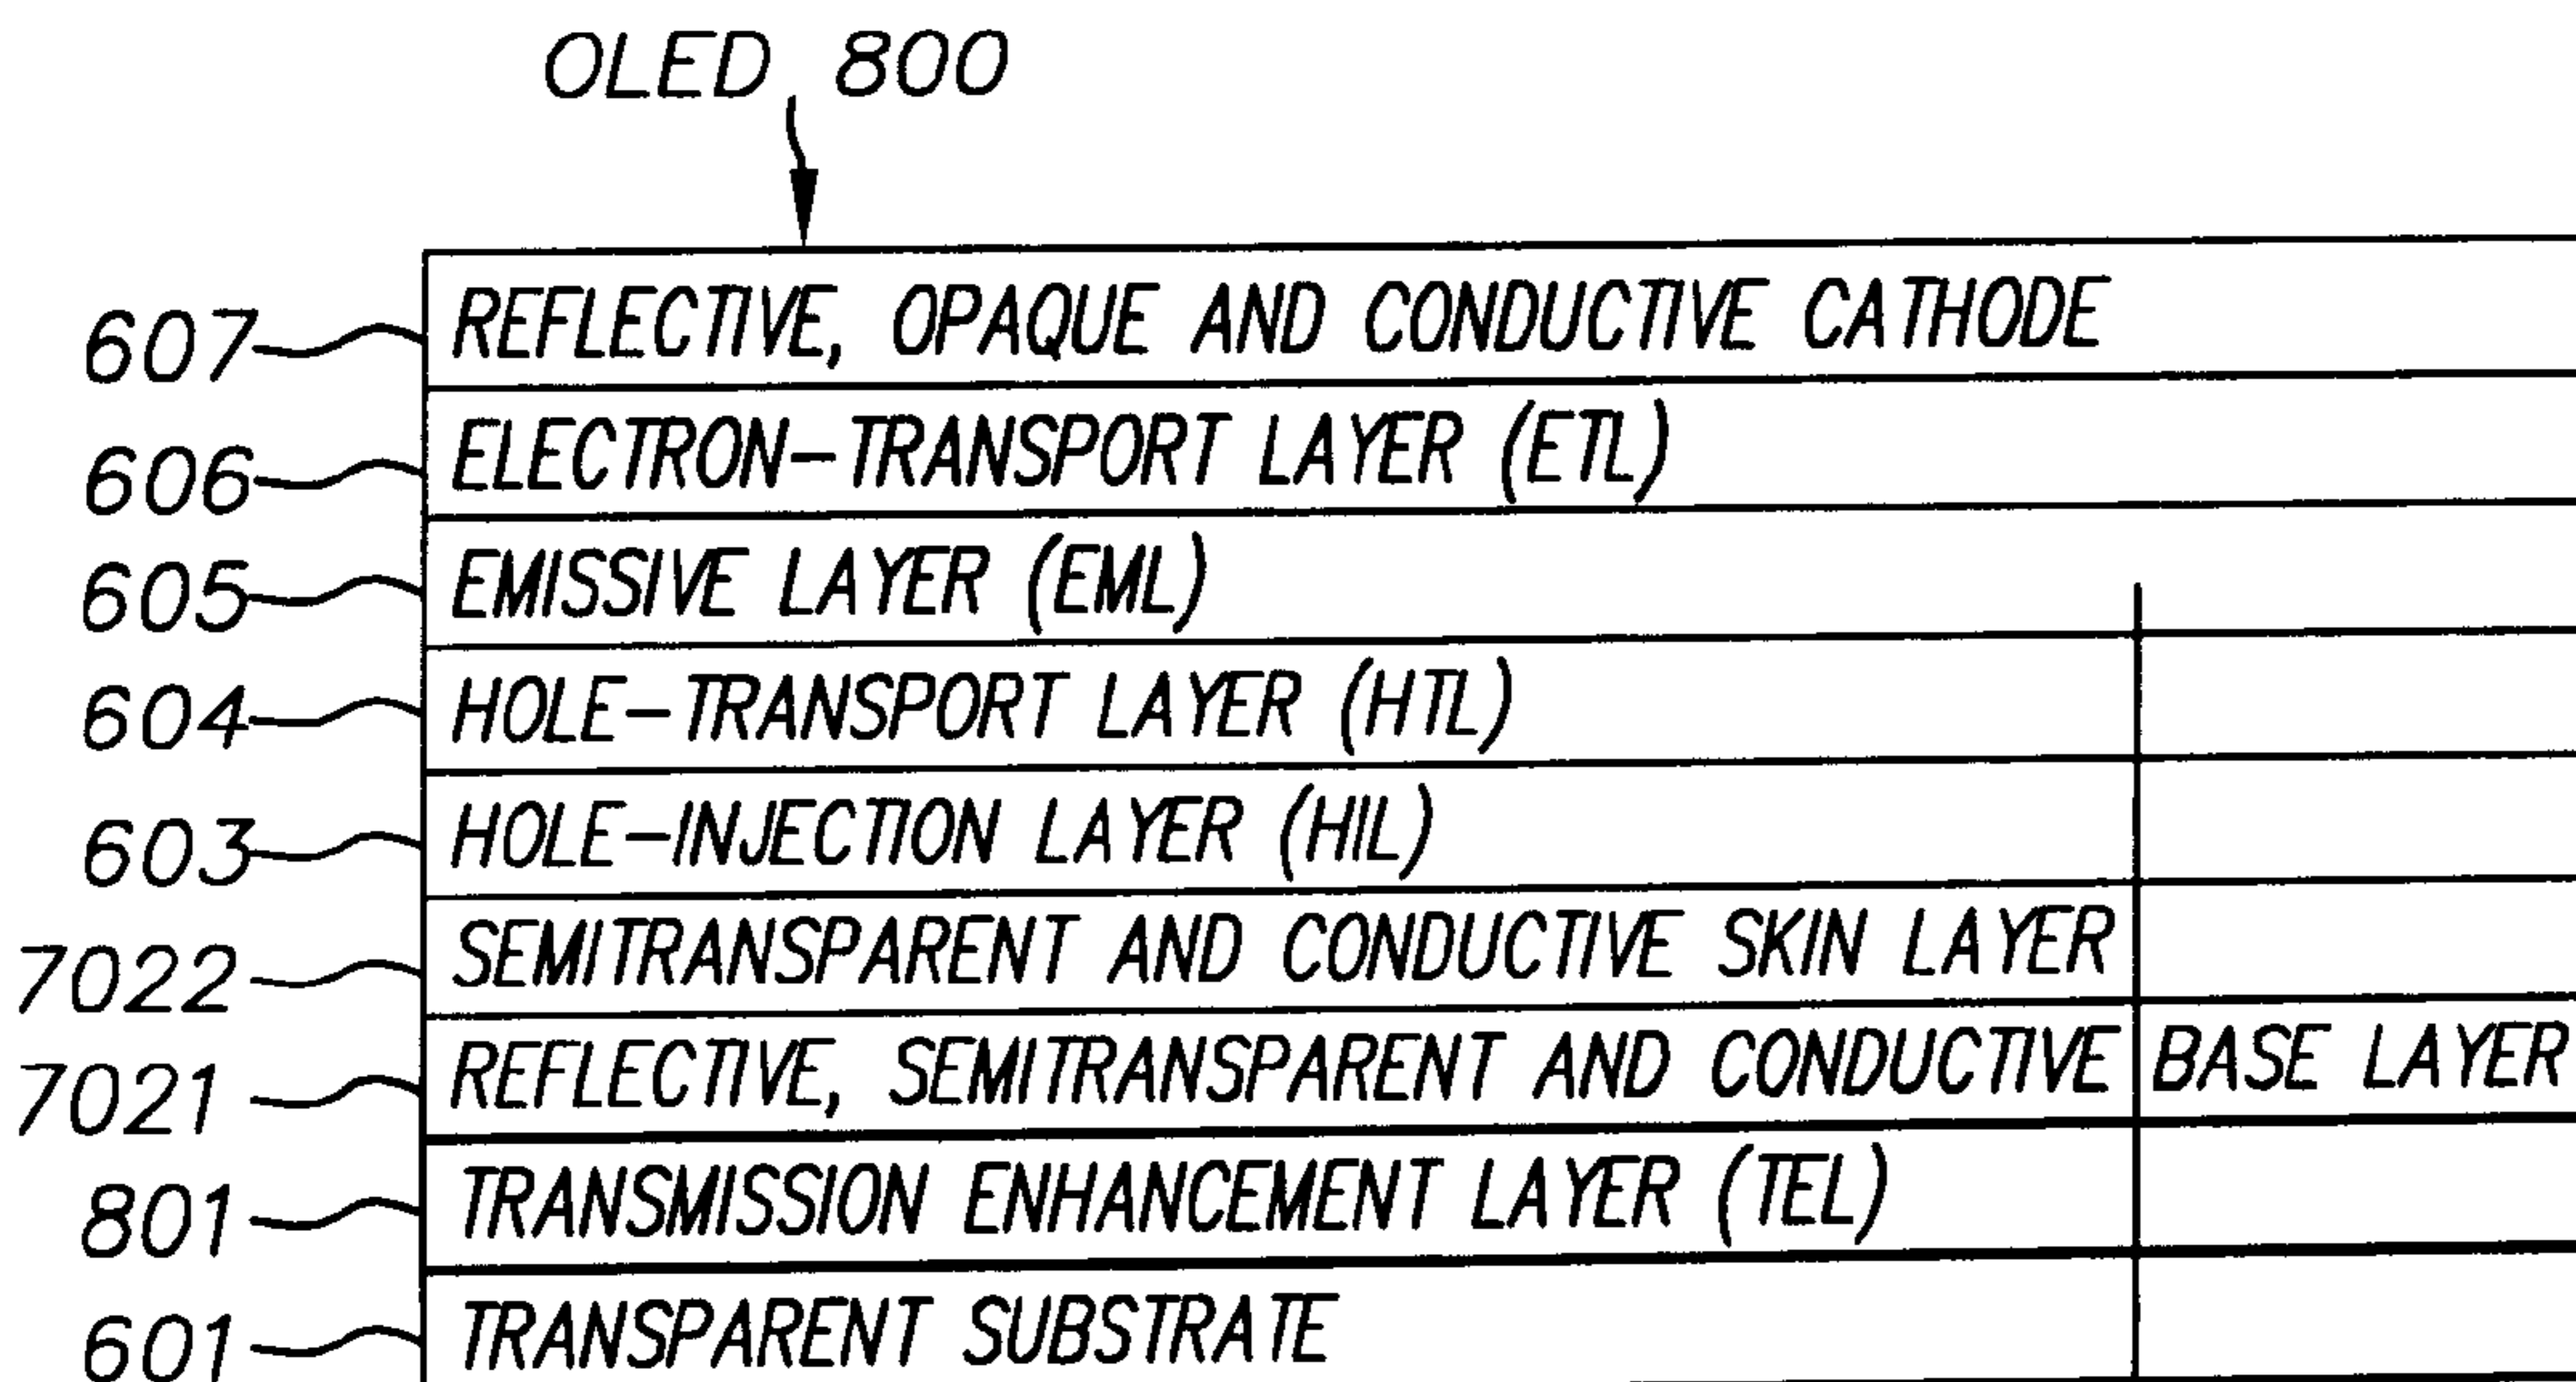 OLED 800
607 REFLECTIVE, OPAQUE AND CONDUCTIVE CATHODE
606 ELECTRON-TRANSPORT LAYER (ETL)
605 EMISSIVE LAYER (EML)
604 HOLE-TRANSPORT LAYER (HTL)
603 HOLE-INJECTION LAYER (HIL)
7022 SEMITRANSPARENT AND CONDUCTIVE SKIN LAYER
7021 REFLECTIVE, SEMITRANSPARENT AND CONDUCTIVE BASE LAYER
801 TRANSMISSION ENHANCEMENT LAYER (TEL)
601 TRANSPARENT SUBSTRATE